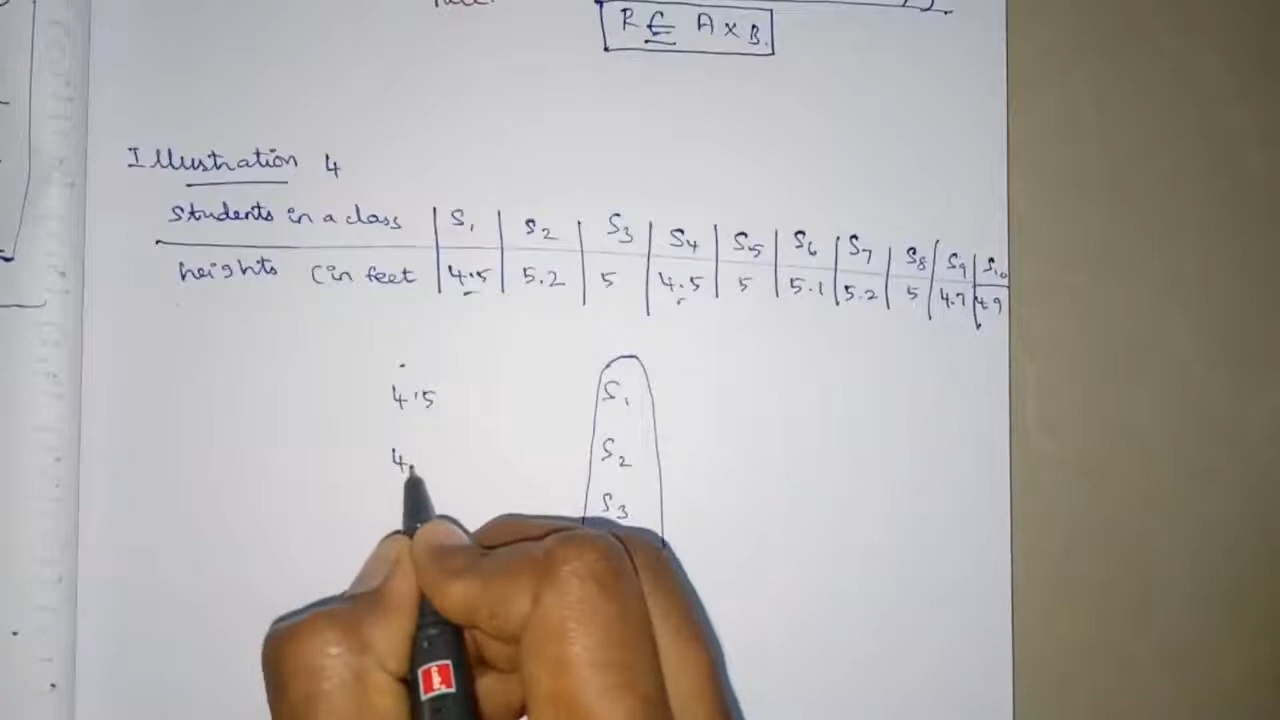 R ⊆ A × B.
Illustration 4
Students in a class | S1 | S2 | S3 | S4 | S5 | S6 | S7 | S8 | S9 | S10
heights (in feet | 4.5 | 5.2 | 5 | 4.5 | 5 | 5.1 | 5.2 | 5 | 4.7 | 4.9
4.5 S1
4. S2
S3